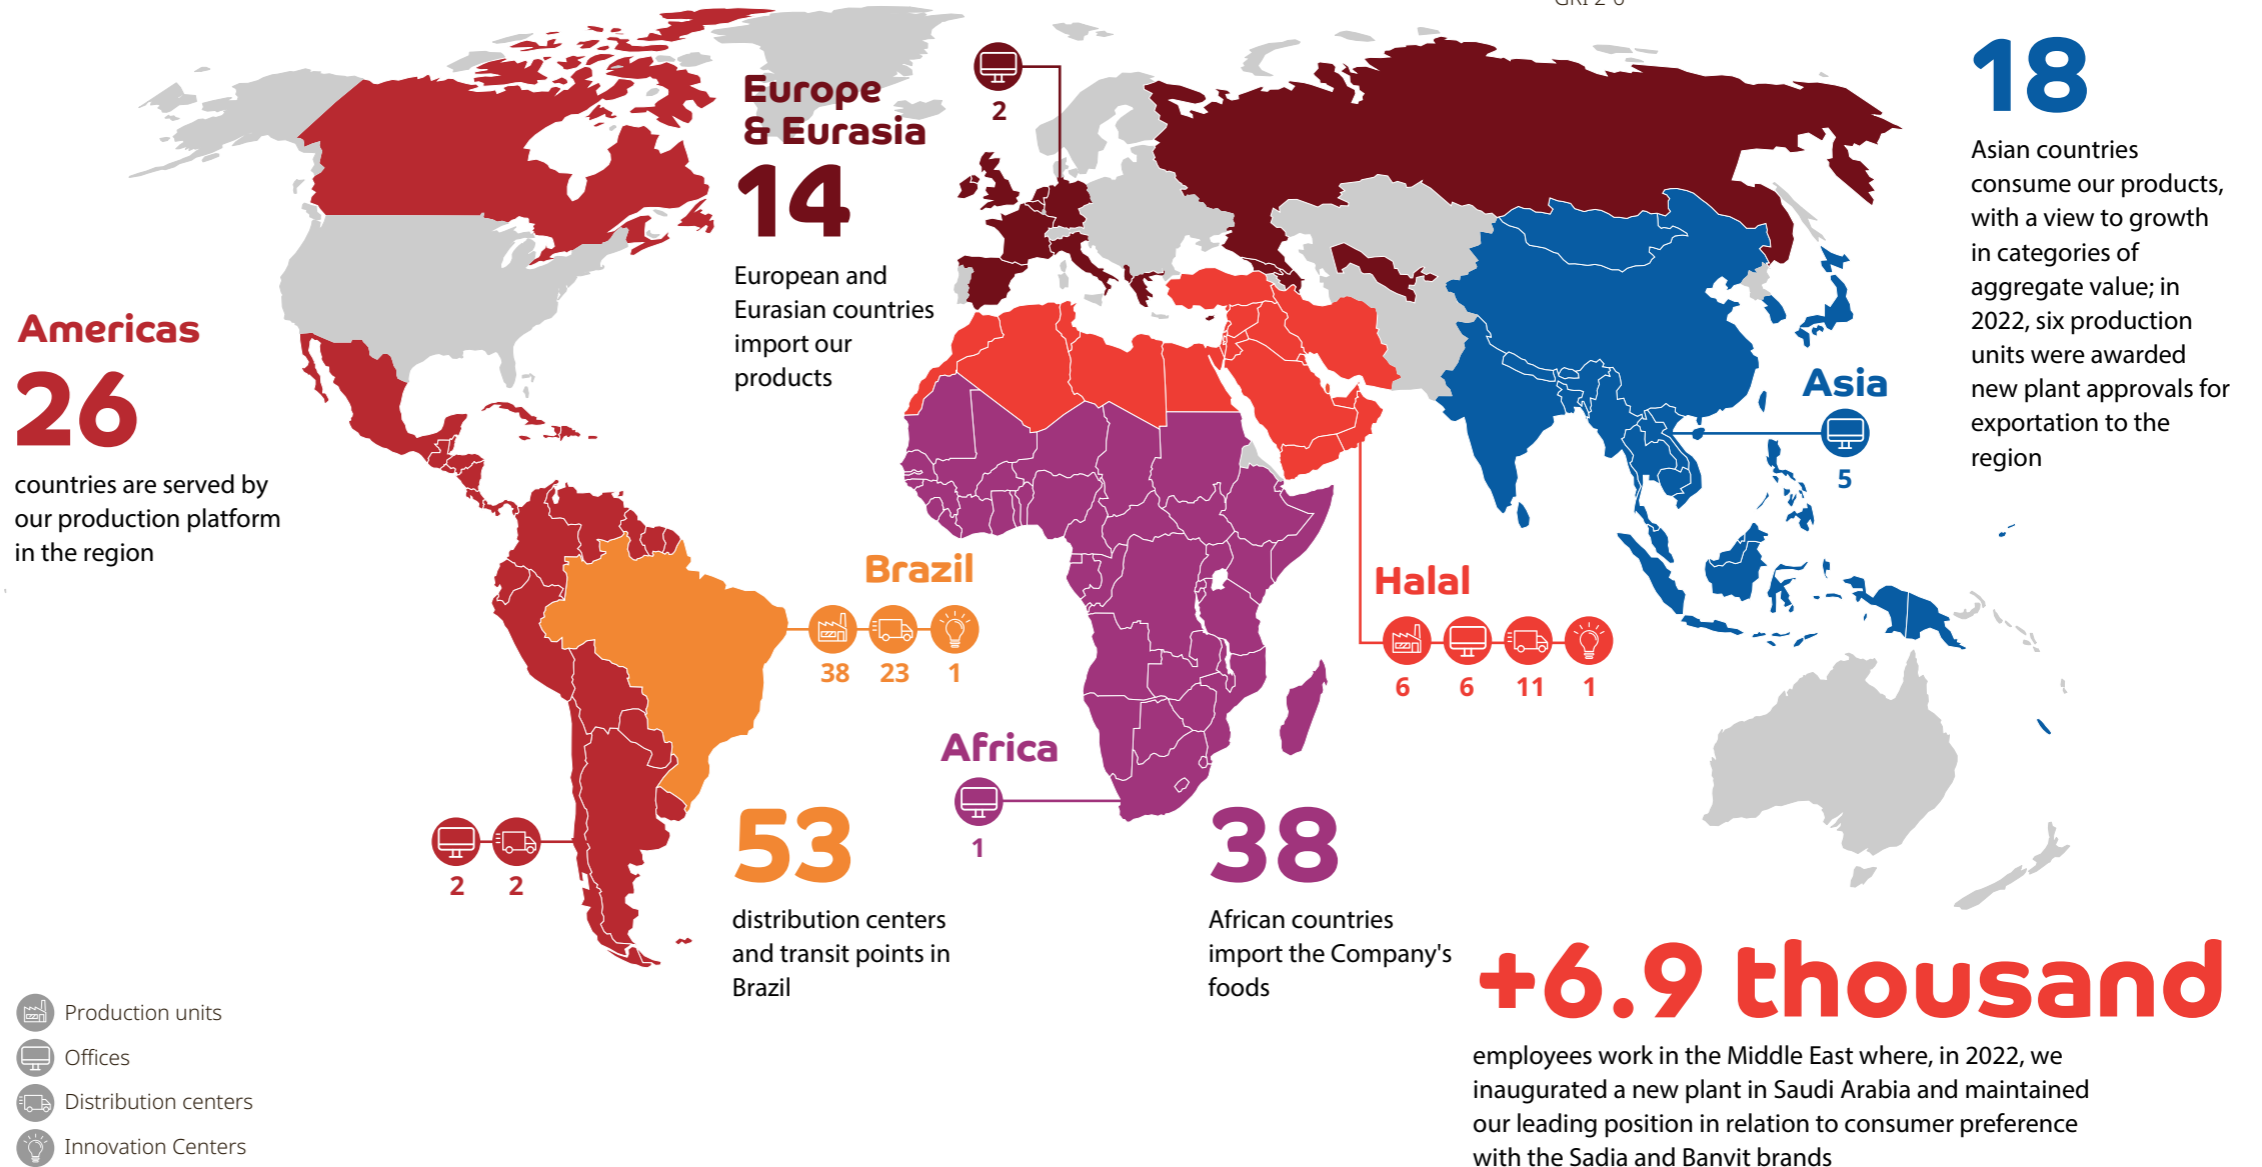 GRI 2-6
Europe
& Eurasia
14
European and
Eurasian countries
import our
products
2
18
Asian countries
consume our products,
with a view to growth
in categories of
aggregate value; in
2022, six production
units were awarded
new plant approvals for
exportation to the
region
Asia
5
Americas
26
countries are served by
our production platform
in the region
Brazil
38 23 1
Halal
6 6 11 1
Africa
1
2 2
53
distribution centers
and transit points in
Brazil
38
African countries
import the Company's
foods
+6.9 thousand
employees work in the Middle East where, in 2022, we
inaugurated a new plant in Saudi Arabia and maintained
our leading position in relation to consumer preference
with the Sadia and Banvit brands
Production units
Offices
Distribution centers
Innovation Centers